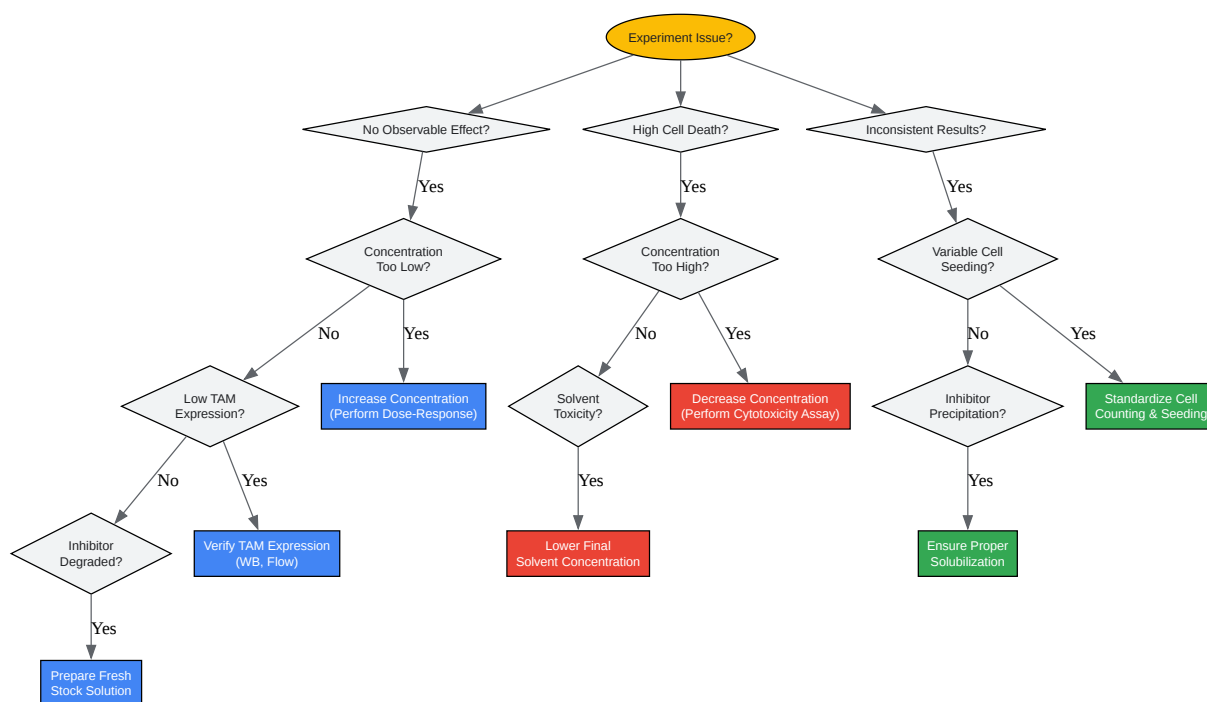 Experiment Issue?
No Observable Effect?
High Cell Death?
Inconsistent Results?
Yes
Yes
Yes
Concentration
Too Low?
Concentration
Too High?
Variable Cell
Seeding?
No
Yes
No
Yes
No
Yes
Low TAM
Expression?
Increase Concentration
(Perform Dose-Response)
Solvent
Toxicity?
Decrease Concentration
(Perform Cytotoxicity Assay)
Inhibitor
Precipitation?
Standardize Cell
Counting & Seeding
No
Yes
Yes
Yes
Inhibitor
Degraded?
Verify TAM Expression
(WB, Flow)
Lower Final
Solvent Concentration
Ensure Proper
Solubilization
Yes
Prepare Fresh
Stock Solution